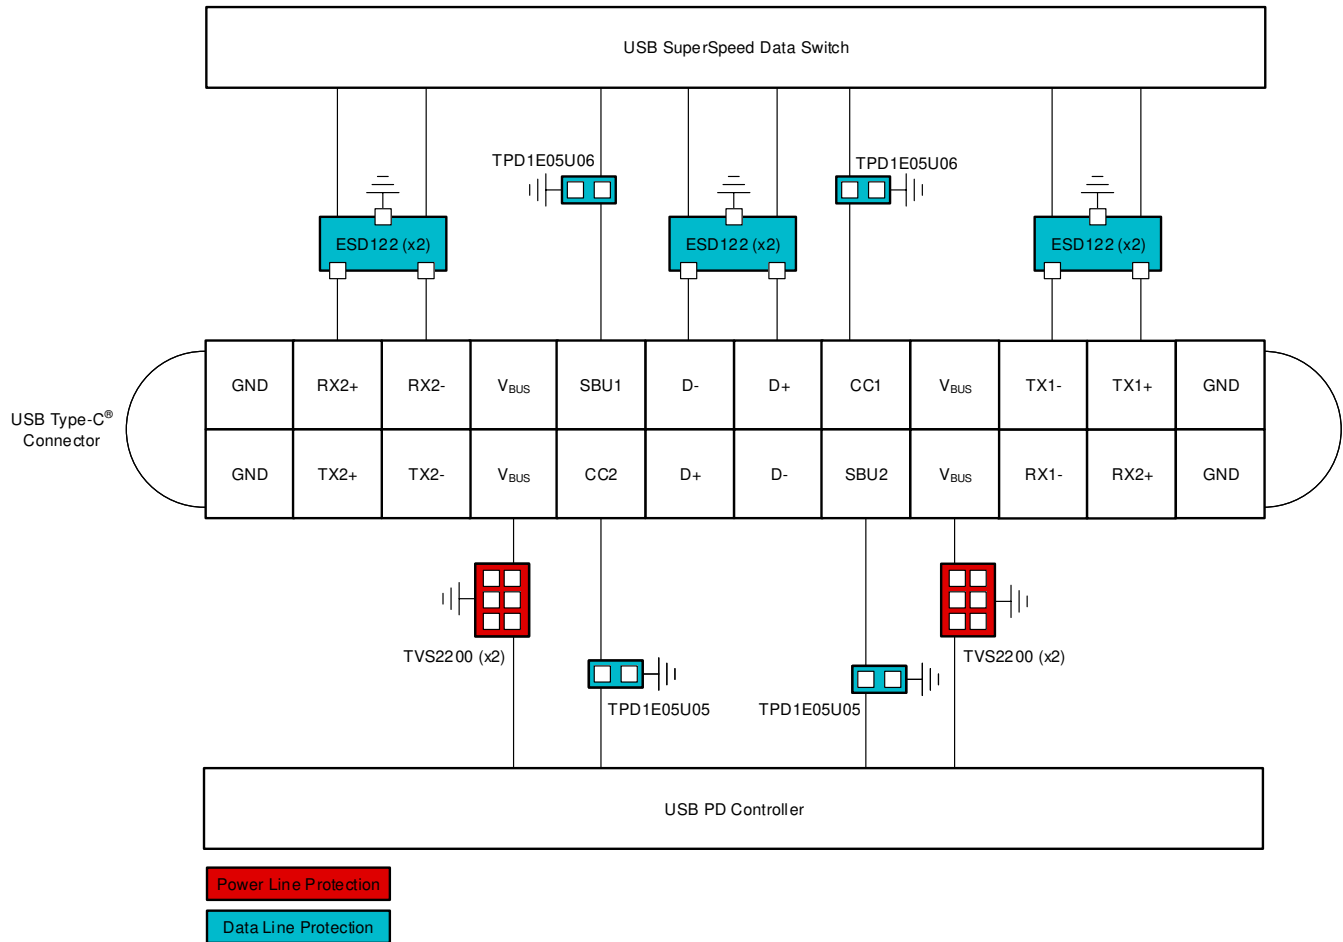 USB SuperSpeed Data Switch
TPD1E05U06
TPD1E05U06
ESD122 (x2)
ESD122 (x2)
ESD122 (x2)
GND RX2+ RX2- VBUS SBU1 D- D+ CC1 VBUS TX1- TX1+ GND
USB Type-C®
Connector
GND TX2+ TX2- VBUS CC2 D+ D- SBU2 VBUS RX1- RX2+ GND
TVS2200 (x2)
TVS2200 (x2)
TPD1E05U05
TPD1E05U05
USB PD Controller
Power Line Protection
Data Line Protection